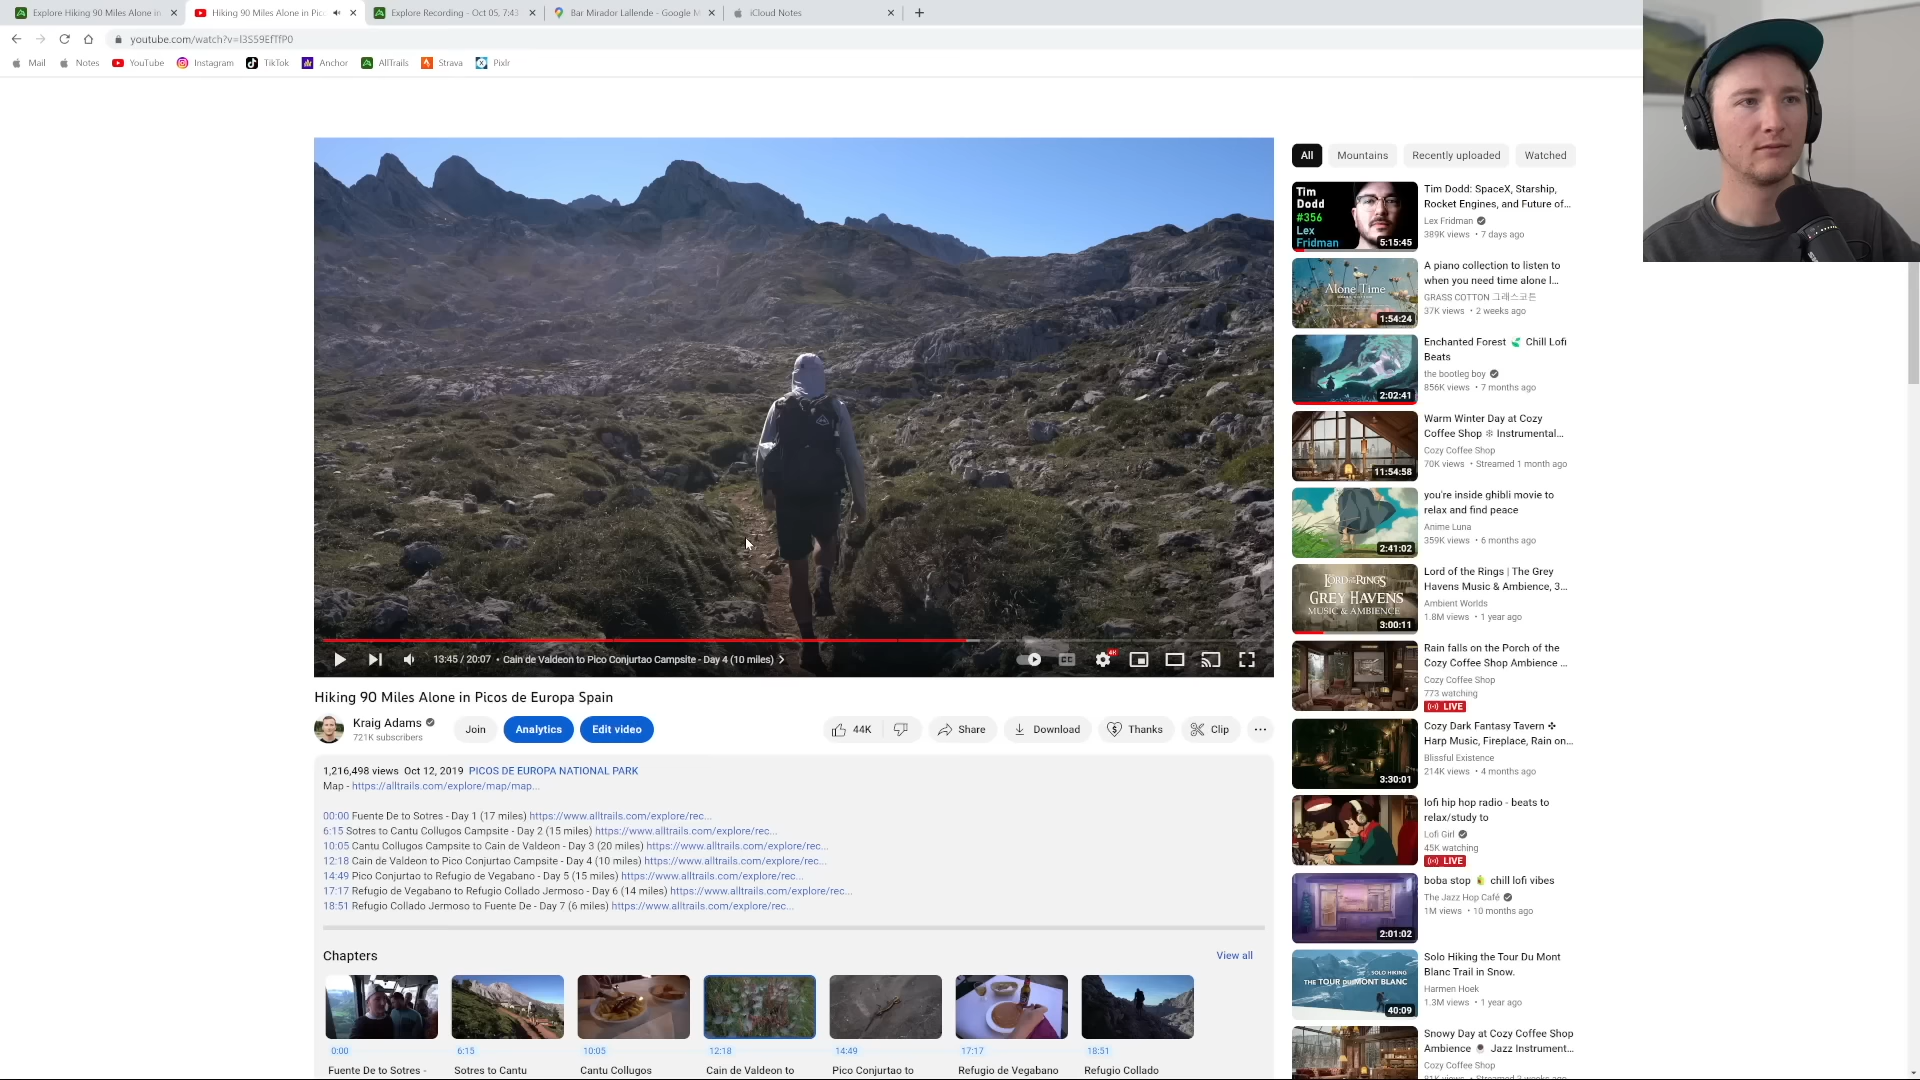 Explore Hiking 90 Miles Alone in
Hiking 90 Miles Alone in Pico
Explore Recording - Oct 05, 7:43
Bar Mirador Lallende - Google M
iCloud Notes
youtube.com/watch?v=l3S59EfTfP0
Mail
Notes
YouTube
Instagram
TikTok
Anchor
AllTrails
Strava
Pixlr
13:45 / 20:07 • Cain de Valdeon to Pico Conjurtao Campsite - Day 4 (10 miles)
4K
CC
Hiking 90 Miles Alone in Picos de Europa Spain
Kraig Adams
721K subscribers
Join
Analytics
Edit video
44K
Share
Download
Thanks
Clip
1,216,498 views Oct 12, 2019 PICOS DE EUROPA NATIONAL PARK
Map - https://alltrails.com/explore/map/map...
00:00 Fuente De to Sotres - Day 1 (17 miles) https://www.alltrails.com/explore/rec...
6:15 Sotres to Cantu Collugos Campsite - Day 2 (15 miles) https://www.alltrails.com/explore/rec...
10:05 Cantu Collugos Campsite to Cain de Valdeon - Day 3 (20 miles) https://www.alltrails.com/explore/rec...
12:18 Cain de Valdeon to Pico Conjurtao Campsite - Day 4 (10 miles) https://www.alltrails.com/explore/rec...
14:49 Pico Conjurtao to Refugio de Vegabano - Day 5 (15 miles) https://www.alltrails.com/explore/rec...
17:17 Refugio de Vegabano to Refugio Collado Jermoso - Day 6 (14 miles) https://www.alltrails.com/explore/rec...
18:51 Refugio Collado Jermoso to Fuente De - Day 7 (6 miles) https://www.alltrails.com/explore/rec...
Chapters
View all
0:00
6:15
10:05
12:18
14:49
17:17
18:51
Fuente De to Sotres -
Sotres to Cantu
Cantu Collugos
Cain de Valdeon to
Pico Conjurtao to
Refugio de Vegabano
Refugio Collado
All
Mountains
Recently uploaded
Watched
Tim
Dodd
#356
Lex
Fridman
5:15:45
Tim Dodd: SpaceX, Starship,
Rocket Engines, and Future of...
Lex Fridman
389K views • 7 days ago
Alone Time
1:54:24
A piano collection to listen to
when you need time alone l...
GRASS COTTON 그래스코튼
37K views • 2 weeks ago
2:02:41
Enchanted Forest Chill Lofi
Beats
the bootleg boy
856K views • 7 months ago
11:54:58
Warm Winter Day at Cozy
Coffee Shop ❄ Instrumental...
Cozy Coffee Shop
70K views • Streamed 1 month ago
2:41:02
you're inside ghibli movie to
relax and find peace
Anime Luna
359K views • 6 months ago
LORD OF THE RINGS
GREY HAVENS
MUSIC & AMBIENCE
3:00:11
Lord of the Rings | The Grey
Havens Music & Ambience, 3...
Ambient Worlds
1.8M views • 1 year ago
Rain falls on the Porch of the
Cozy Coffee Shop Ambience ...
Cozy Coffee Shop
773 watching
LIVE
3:30:01
Cozy Dark Fantasy Tavern ✣
Harp Music, Fireplace, Rain on...
Blissful Existence
214K views • 4 months ago
lofi hip hop radio - beats to
relax/study to
Lofi Girl
45K watching
LIVE
2:01:02
boba stop chill lofi vibes
The Jazz Hop Café
1M views • 10 months ago
SOLO HIKING
THE TOUR DU MONT BLANC
40:09
Solo Hiking the Tour Du Mont
Blanc Trail in Snow.
Harmen Hoek
1.3M views • 1 year ago
Snowy Day at Cozy Coffee Shop
Ambience Jazz Instrument...
Cozy Coffee Shop